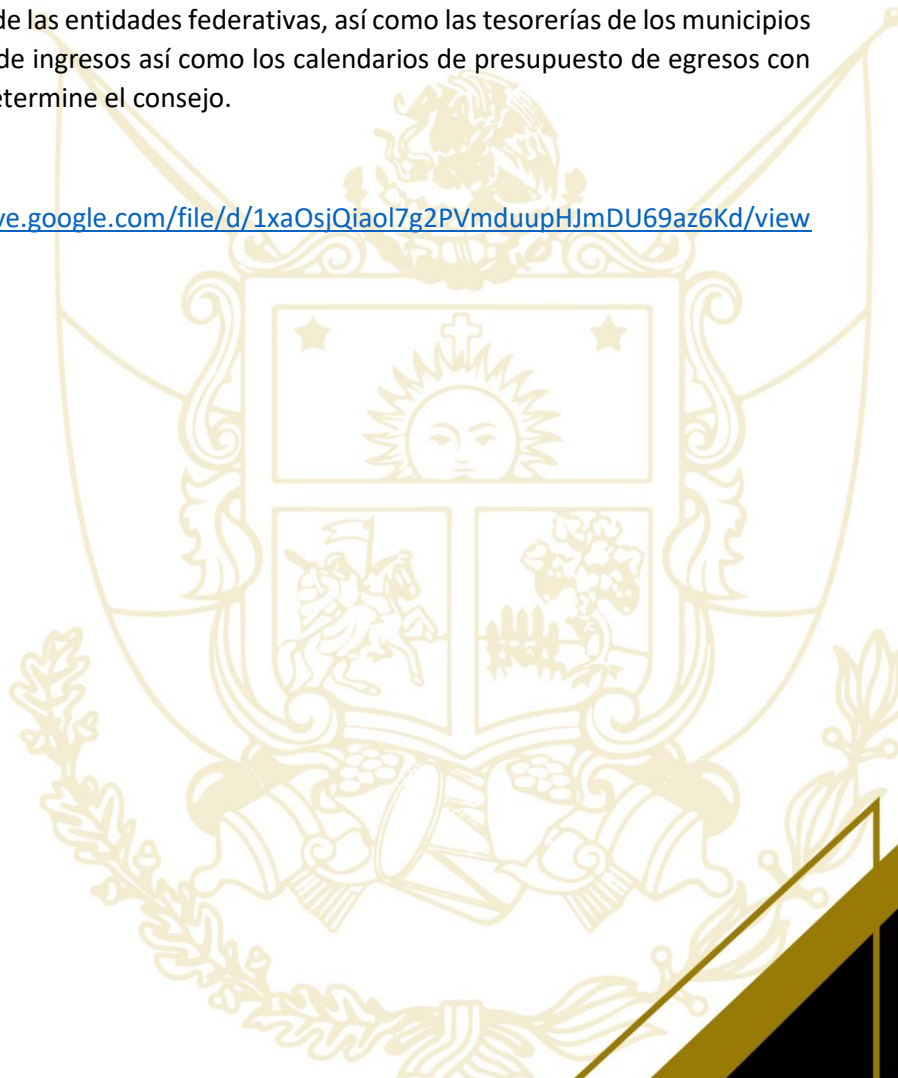 de las entidades federativas, así como las tesorerías de los municipios
de ingresos así como los calendarios de presupuesto de egresos con
etermine el consejo.
ve.google.com/file/d/1xaOsjQiaoI7g2PVmduupHJmDU69az6Kd/view